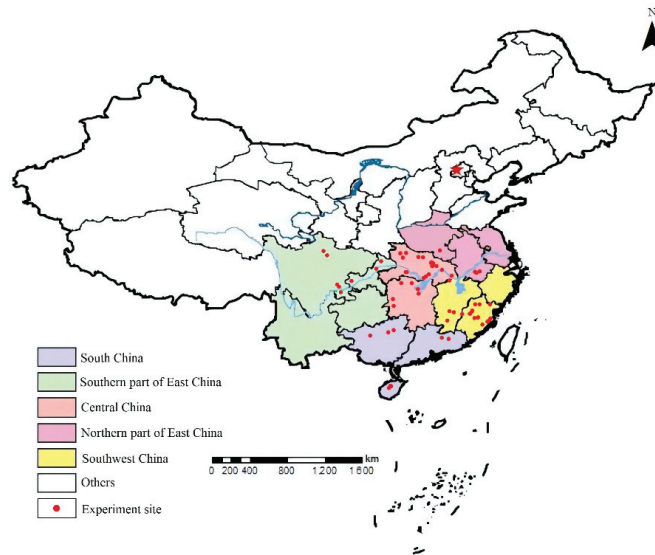 N
South China
Southern part of East China
Central China
Northern part of East China
Southwest China
Others
Experiment site
km
0 200 400 800 1 200 1 600